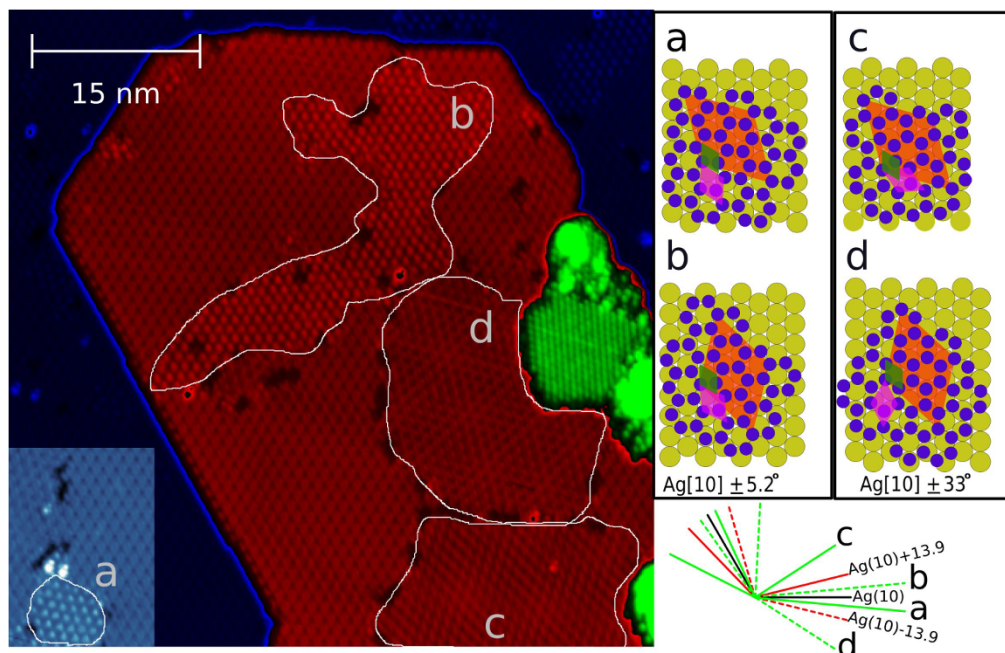 15 nm
b
d
a
c
a
c
b
d
Ag[10] ±5.2°
Ag[10] ±33°
c
Ag(10)+13.9
b
Ag(10)
a
Ag(10)-13.9
d